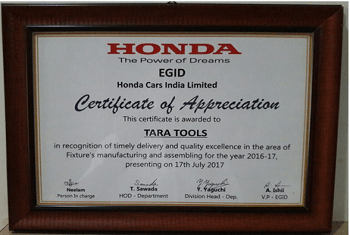 HONDA
The Power of Dreams
EGID
Honda Cars India Limited
Certificate of Appreciation
This certificate is awarded to
TARA TOOLS
in recognition of timely delivery and quality excellence in the area of
Fixture's manufacturing and assembling for the year 2016-17,
presenting on 17th July 2017
Neelam T. Sawada Y. Yaguchi A. Ishii
Person In charge HOD - Department Division Head - Dep. V.P - EGID